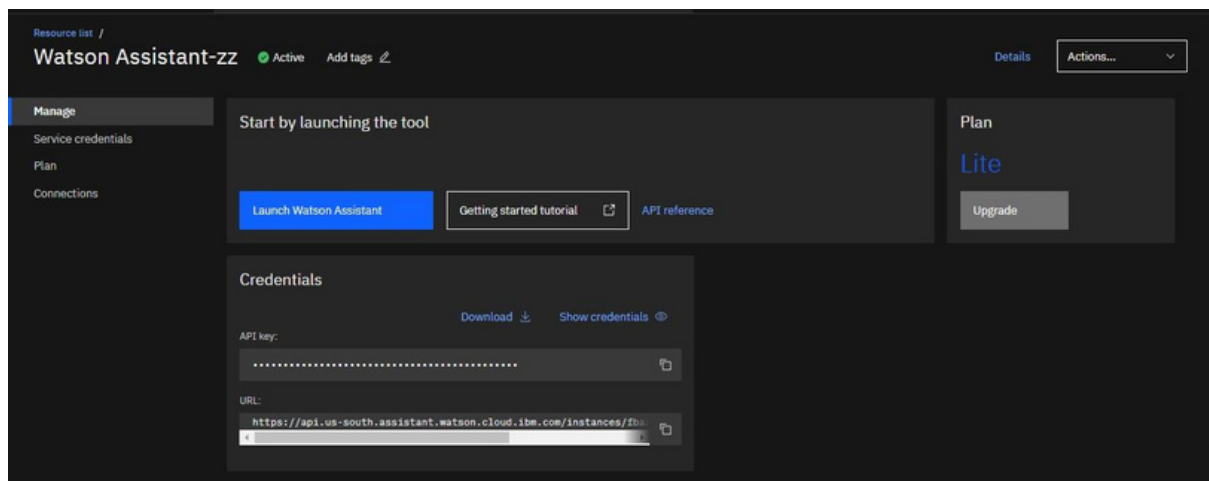 Resource list /
Watson Assistant-zz Active Add tags
Details Actions...
Manage
Service credentials
Plan
Connections
Start by launching the tool
Launch Watson Assistant Getting started tutorial API reference
Plan
Lite
Upgrade
Credentials
Download Show credentials
API key:
URL:
https://api.us-south.assistant.watson.cloud.ibm.com/instances/fba